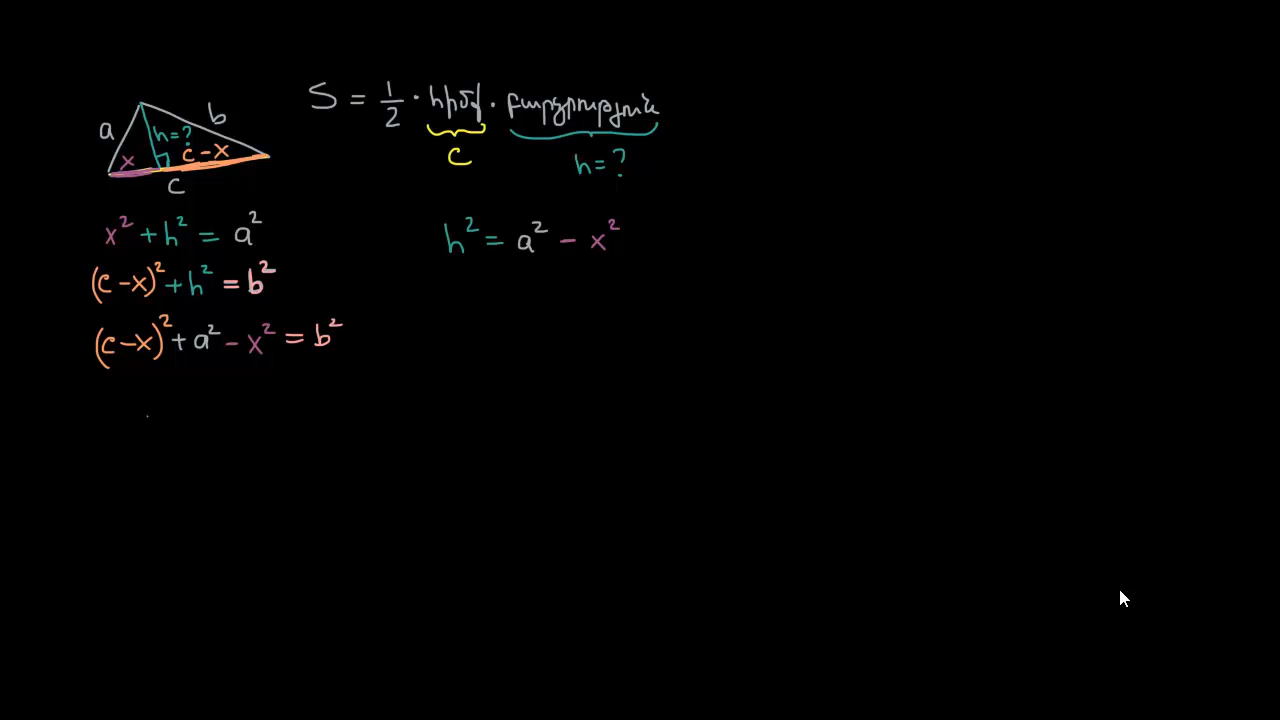 S = 1/2 · հիմք · բարձրություն
a
b
h=?
x
c-x
c
c
h=?
x² + h² = a²
h² = a² - x²
(c-x)² + h² = b²
(c-x)² + a² - x² = b²